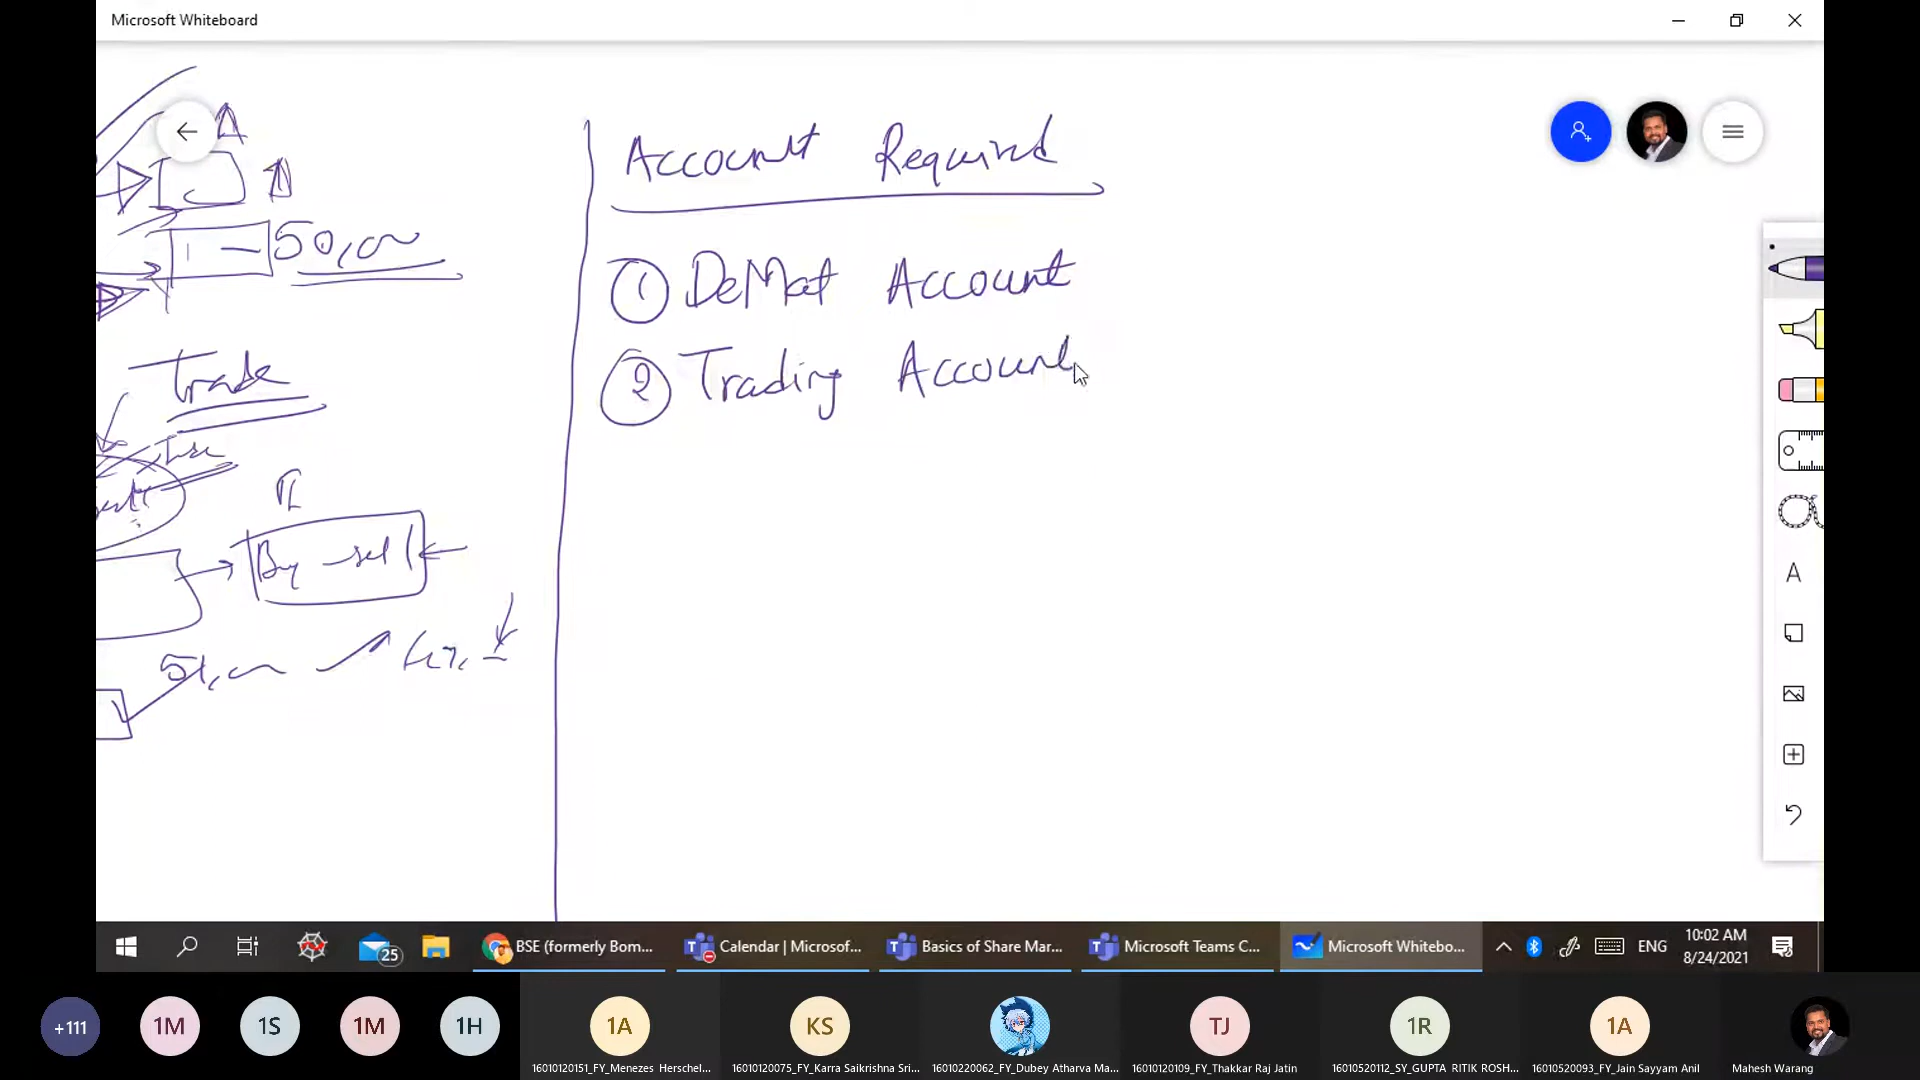 Microsoft Whiteboard
A
50,
Trade
By - sell
Account Required
1 DeMat Account
2 Trading Account
A
25
BSE (formerly Bom...
Calendar | Microsof...
Basics of Share Mar...
Microsoft Teams C...
Microsoft Whitebo...
ENG
10:02 AM
8/24/2021
+111
1M
1S
1M
1H
1A
KS
TJ
1R
1A
16010120151_FY_Menezes Herschel...
16010120075_FY_Karra Saikrishna Sri...
16010220062_FY_Dubey Atharva Ma...
16010120109_FY_Thakkar Raj Jatin
16010520112_SY_GUPTA RITIK ROSH...
16010520093_FY_Jain Sayyam Anil
Mahesh Warang